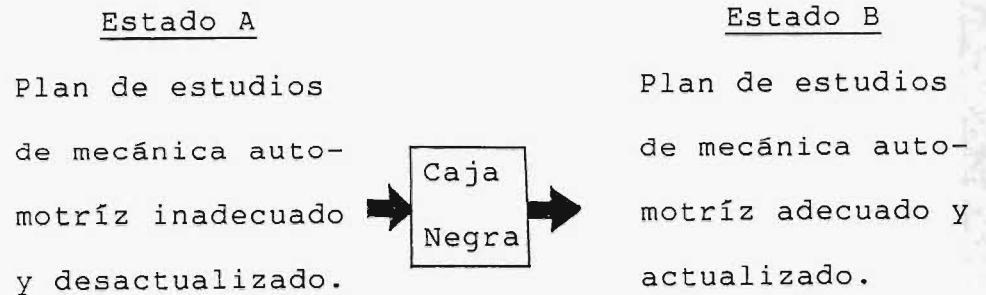 Estado A
Plan de estudios
de mecánica auto-
motríz inadecuado
y desactualizado.
Caja
Negra
Estado B
Plan de estudios
de mecánica auto-
motríz adecuado y
actualizado.